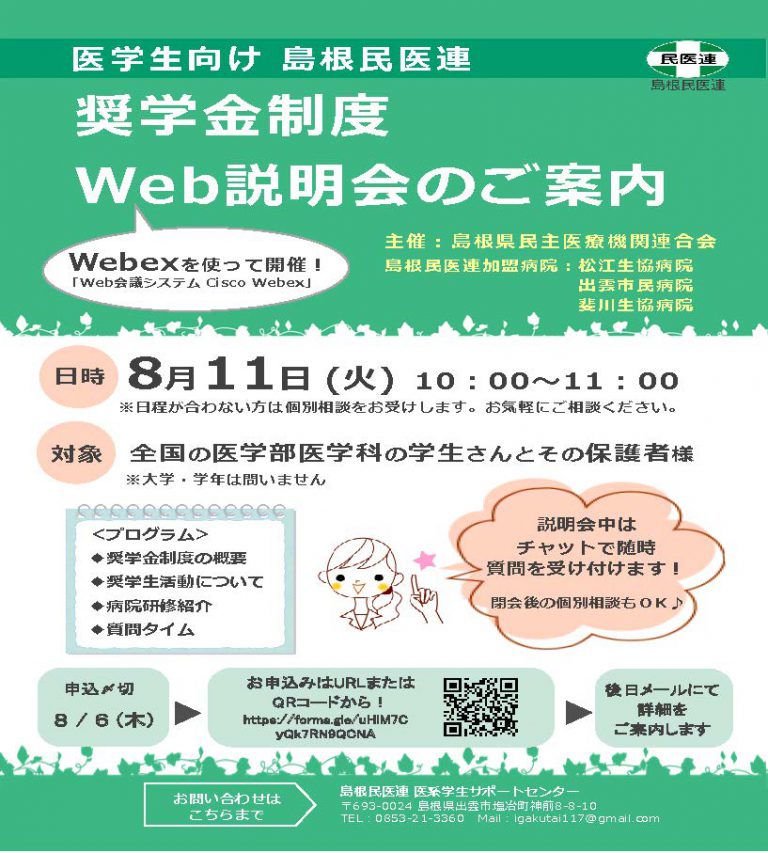 医学生向け 島根民医連
民医連
島根民医連
奨学金制度
Web説明会のご案内
Webexを使って開催！
「Web会議システム Cisco Webex」
主催：島根県民主医療機関連合会
島根民医連加盟病院：松江生協病院
出雲市民病院
斐川生協病院
日時
8月11日 (火) 10：00～11：00
※日程が合わない方は個別相談をお受けします。お気軽にご相談ください。
対象
全国の医学部医学科の学生さんとその保護者様
※大学・学年は問いません
＜プログラム＞
◆奨学金制度の概要
◆奨学生活動について
◆病院研修紹介
◆質問タイム
説明会中は
チャットで随時
質問を受け付けます！
閉会後の個別相談もOK♪
申込〆切
8 / 6 (木)
お申込みはURLまたは
QRコードから！
https://forms.gle/uHiM7C
yQk7RN9QCNA
後日メールにて
詳細を
ご案内します
お問い合わせは
こちらまで
島根民医連 医系学生サポートセンター
〒693-0024 島根県出雲市塩冶町神前8-8-10
TEL：0853-21-3360 Mail：igakutai117@gmail.com